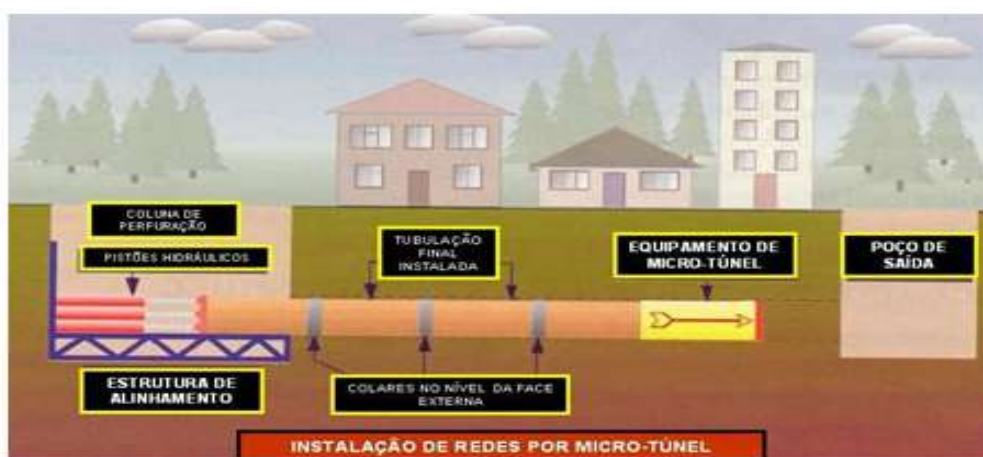 COLUNA DE
PERFURAÇÃO
PISTÕES HIDRÁULICOS
TUBULAÇÃO
FINAL
INSTALADA
EQUIPAMENTO DE
MICRO-TÚNEL
POÇO DE
SAÍDA
ESTRUTURA DE
ALINHAMENTO
COLARES NO NÍVEL DA FACE
EXTERNA
INSTALAÇÃO DE REDES POR MICRO-TÚNEL